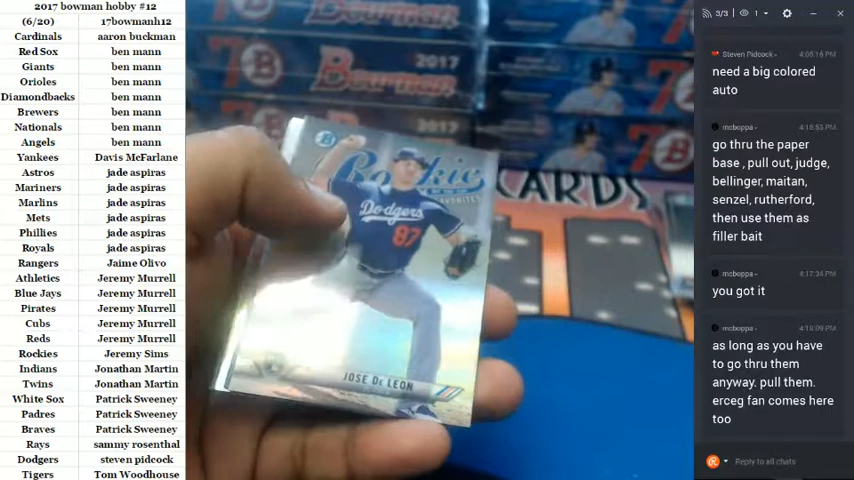 2017 bowman hobby #12
(6/20) 17bowmanh12
Cardinals aaron buckman
Red Sox ben mann
Giants ben mann
Orioles ben mann
Diamondbacks ben mann
Brewers ben mann
Nationals ben mann
Angels ben mann
Yankees Davis McFarlane
Astros jade aspiras
Mariners jade aspiras
Marlins jade aspiras
Mets jade aspiras
Phillies jade aspiras
Royals jade aspiras
Rangers Jaime Olivo
Athletics Jeremy Murrell
Blue Jays Jeremy Murrell
Pirates Jeremy Murrell
Cubs Jeremy Murrell
Reds Jeremy Murrell
Rockies Jeremy Sims
Indians Jonathan Martin
Twins Jonathan Martin
White Sox Patrick Sweeney
Padres Patrick Sweeney
Braves Patrick Sweeney
Rays sammy rosenthal
Dodgers steven pidcock
Tigers Tom Woodhouse
Bowman
2017
Bowman
2017
CARDS
B
Rookie
FAVORITES
Dodgers
87
JOSE De LEON
3/3 1
Steven Pidcock 4:05:16 PM
need a big colored
auto
mcboppa 4:16:53 PM
go thru the paper
base , pull out, judge,
bellinger, maitan,
senzel, rutherford,
then use them as
filler bait
mcboppa 4:17:34 PM
you got it
mcboppa 4:18:09 PM
as long as you have
to go thru them
anyway. pull them.
erceg fan comes here
too
Reply to all chats